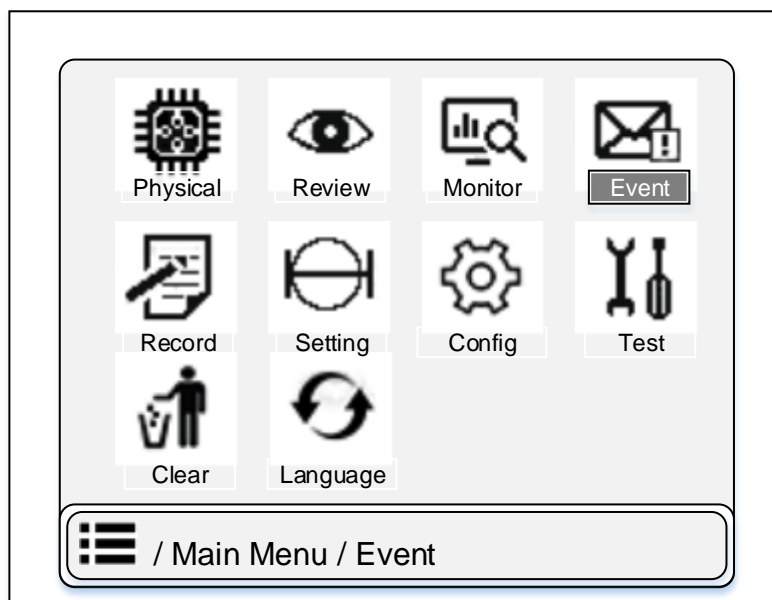 Physical Review Monitor Event
Record Setting Config Test
Clear Language
/ Main Menu / Event